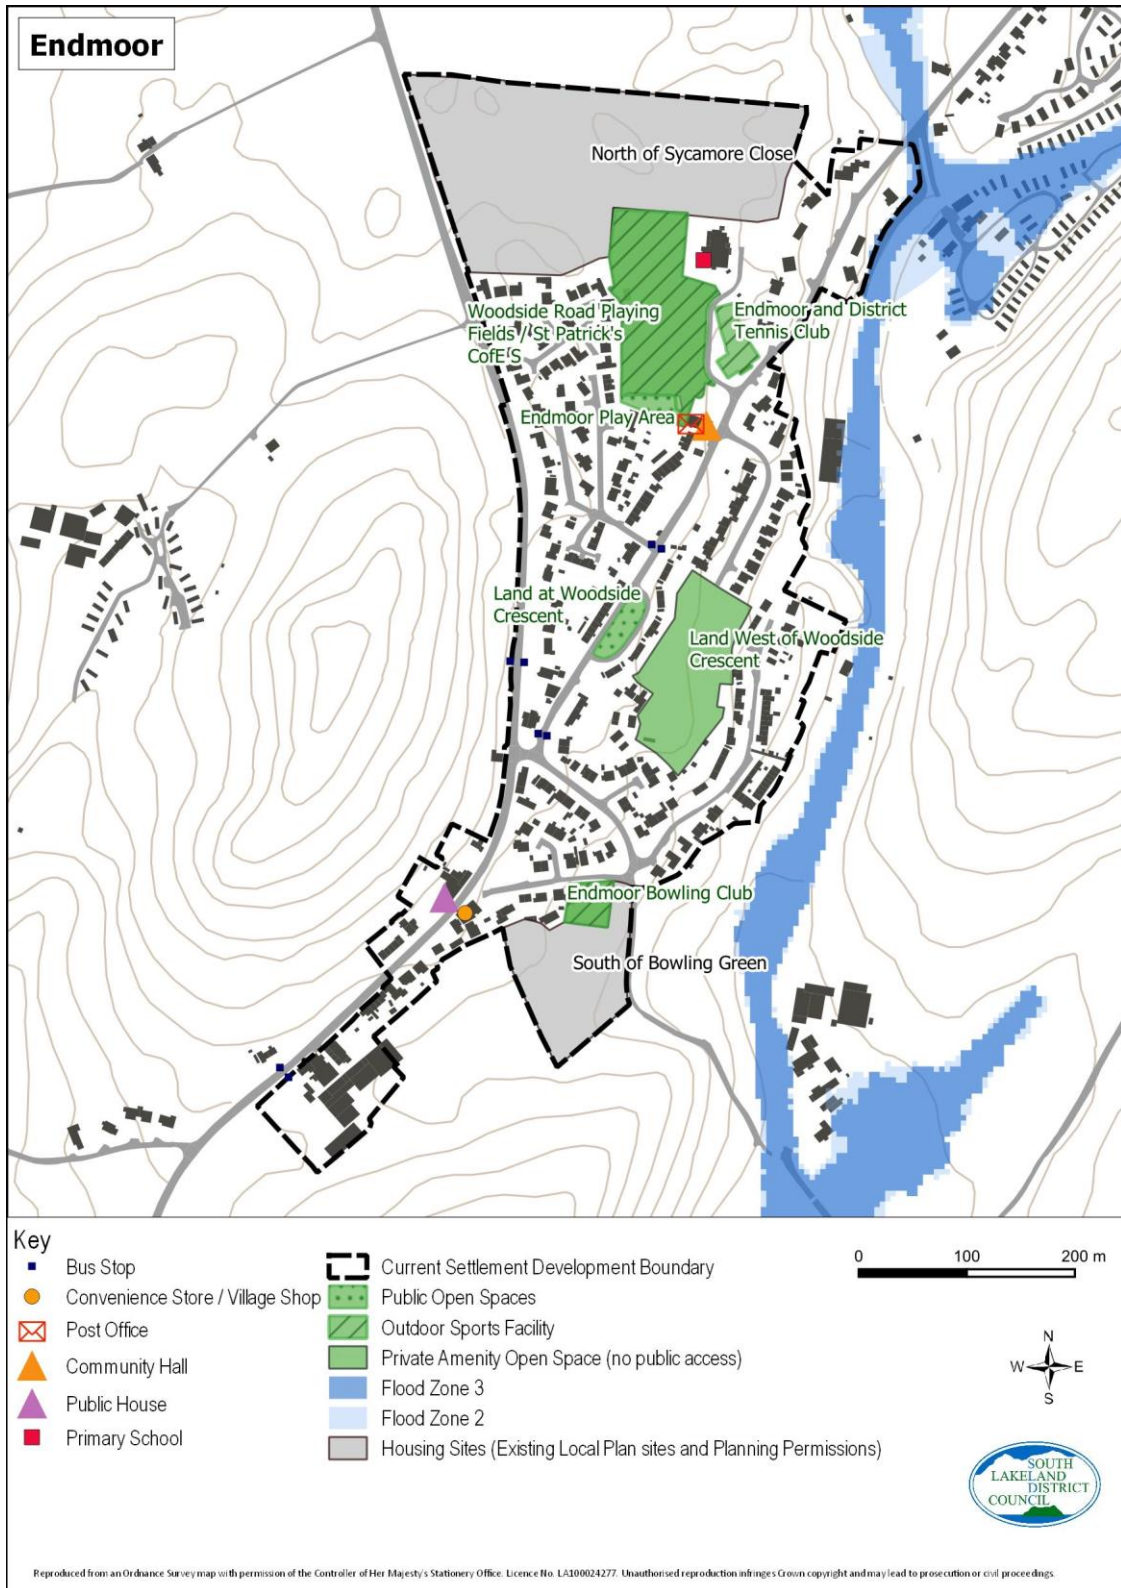 Endmoor
North of Sycamore Close
Woodside Road Playing
Fields / St Patrick's
CofE S
Endmoor and District
Tennis Club
Endmoor Play Area
Land at Woodside
Crescent
Land West of Woodside
Crescent
Endmoor Bowling Club
South of Bowling Green
Key
Bus Stop
Convenience Store / Village Shop
Post Office
Community Hall
Public House
Primary School
Current Settlement Development Boundary
Public Open Spaces
Outdoor Sports Facility
Private Amenity Open Space (no public access)
Flood Zone 3
Flood Zone 2
Housing Sites (Existing Local Plan sites and Planning Permissions)
0 100 200 m
N
W E
S
SOUTH
LAKELAND
DISTRICT
COUNCIL
Reproduced from an Ordnance Survey map with permission of the Controller of Her Majesty's Stationery Office. Licence No. LA100024277. Unauthorised reproduction infringes Crown copyright and may lead to prosecution or civil proceedings.